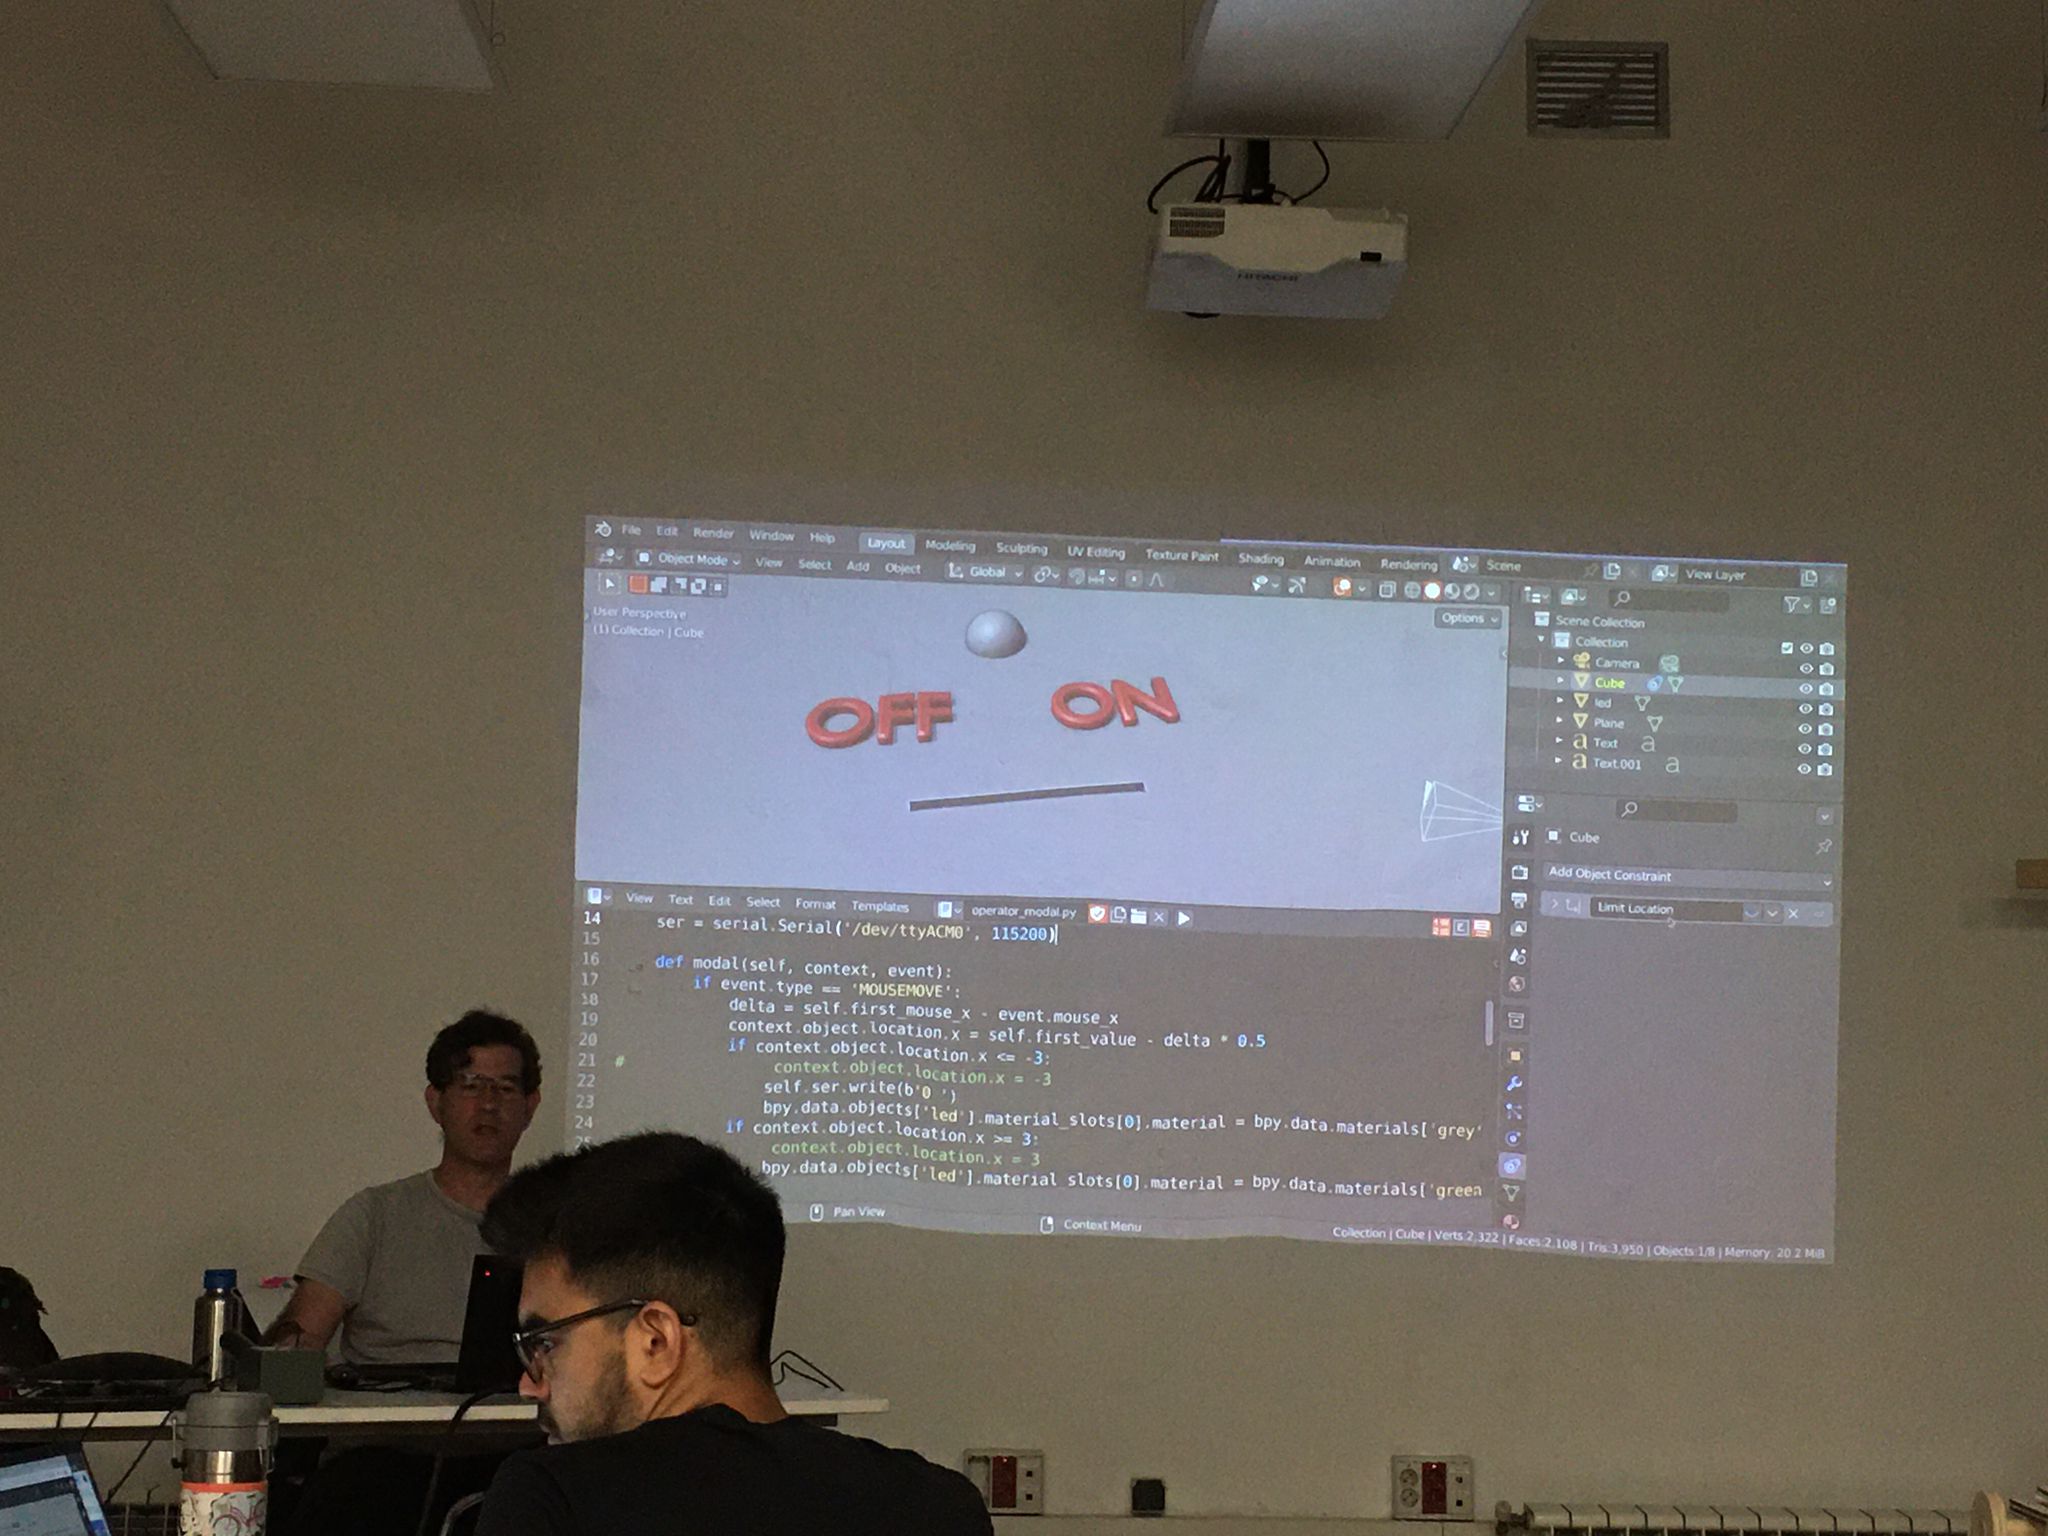 HITACHI
File Edit Render Window Help Layout Modeling Sculpting UV Editing Texture Paint Shading Animation Rendering Scene View Layer
Object Mode View Select Add Object Global
Options
User Perspective
(1) Collection | Cube
OFF ON
Scene Collection
Collection
Camera
Cube
led
Plane
Text
Text.001
Cube
Add Object Constraint
Limit Location
View Text Edit Select Format Templates operator_modal.py
14 ser = serial.Serial('/dev/ttyACM0', 115200)
15
16 def modal(self, context, event):
17 if event.type == 'MOUSEMOVE':
18 delta = self.first_mouse_x - event.mouse_x
19 context.object.location.x = self.first_value - delta * 0.5
20 if context.object.location.x <= -3:
21 # context.object.location.x = -3
22 self.ser.write(b'0 ')
23 bpy.data.objects['led'].material_slots[0].material = bpy.data.materials['grey'
24 if context.object.location.x >= 3:
25 context.object.location.x = 3
bpy.data.objects['led'].material_slots[0].material = bpy.data.materials['green
Pan View Context Menu
Collection | Cube | Verts:2,322 | Faces:2,108 | Tris:3,950 | Objects:1/8 | Memory: 20.2 MiB